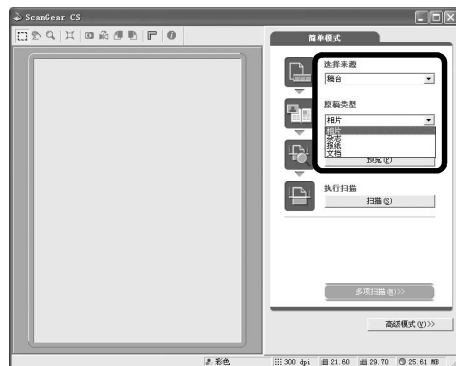 ScanGear CS
简单模式
选择来源
稿台
原稿类型
相片
相片
杂志
报纸
文档
预览(P)
执行扫描
扫描(S)
多项扫描(M)>>
高级模式(V)>>
彩色
300 dpi
21.60
29.70
25.61 MB